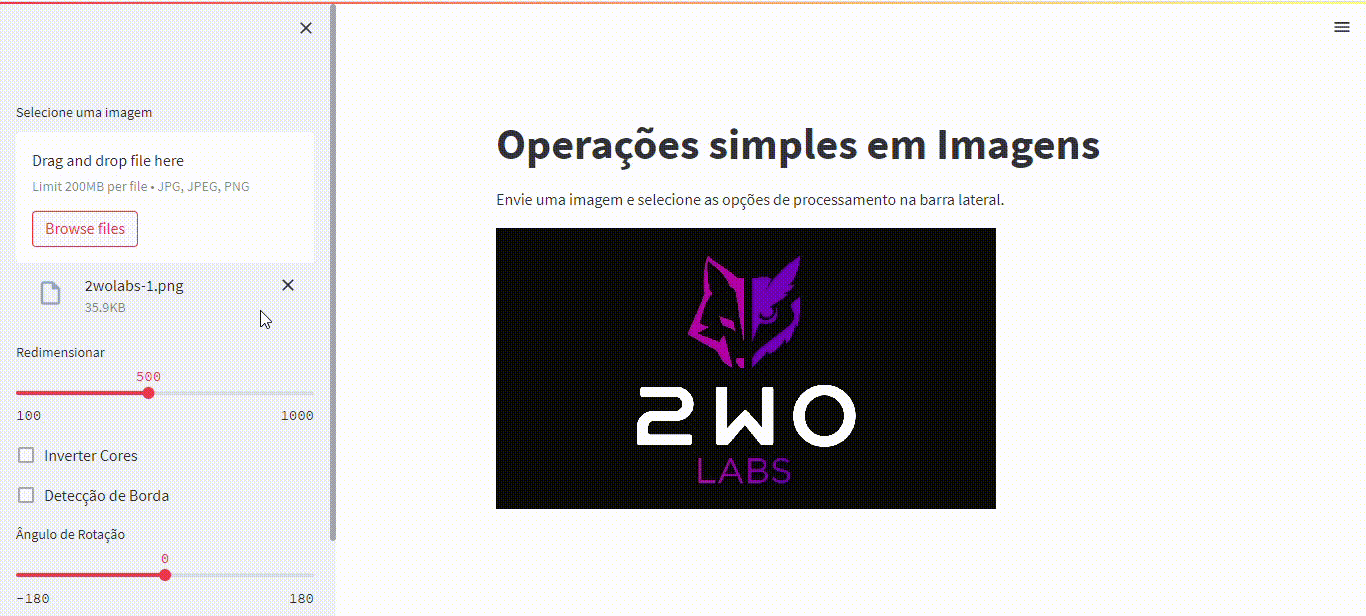 Selecione uma imagem
Drag and drop file here
Limit 200MB per file • JPG, JPEG, PNG
Browse files
2wolabs-1.png
35.9KB
Redimensionar
500
100 1000
Inverter Cores
Detecção de Borda
Ângulo de Rotação
0
-180 180
Operações simples em Imagens
Envie uma imagem e selecione as opções de processamento na barra lateral.
2WO
LABS